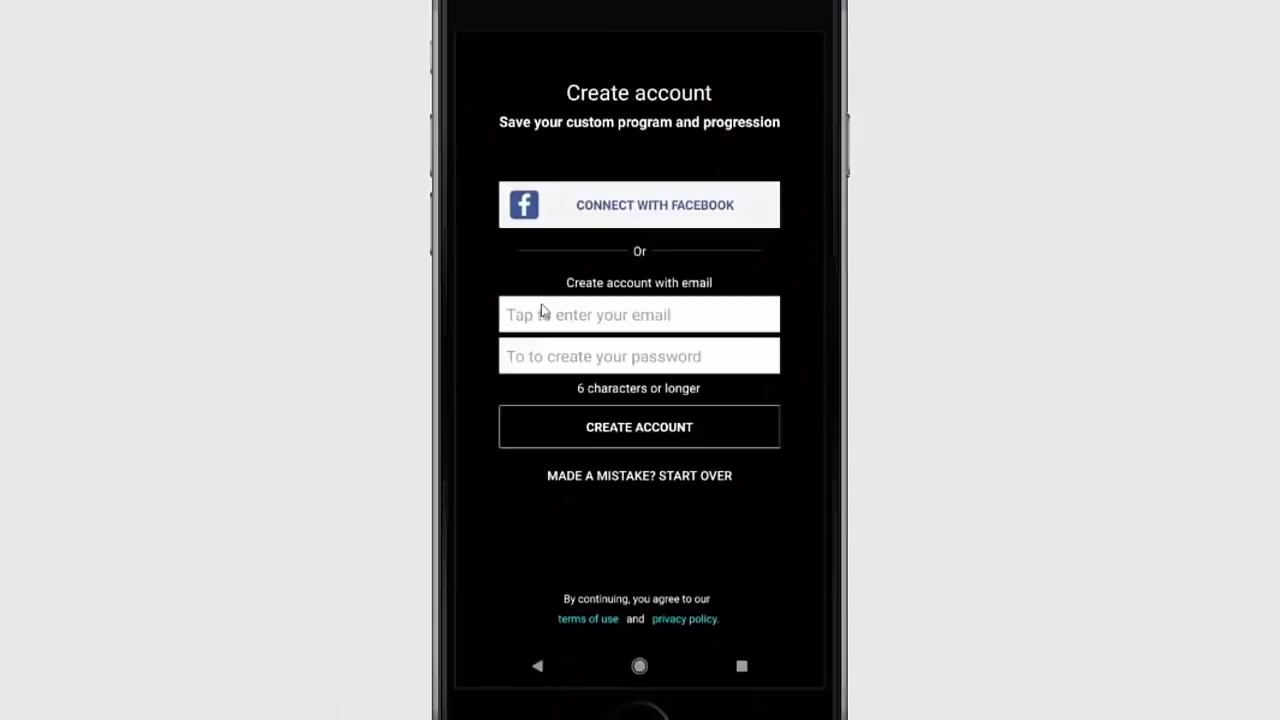 Create account
Save your custom program and progression
CONNECT WITH FACEBOOK
Or
Create account with email
Tap to enter your email
To to create your password
6 characters or longer
CREATE ACCOUNT
MADE A MISTAKE? START OVER
By continuing, you agree to our
terms of use and privacy policy.